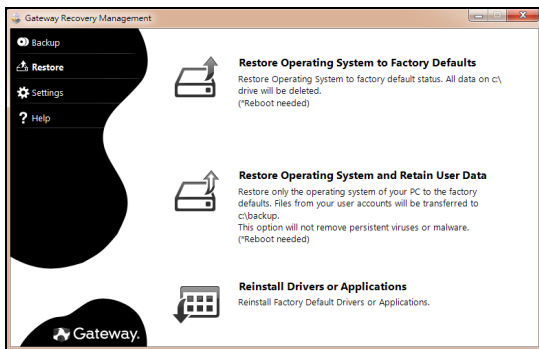 Gateway Recovery Management
Backup
Restore
Settings
? Help
Restore Operating System to Factory Defaults
Restore Operating System to factory default status. All data on c:\
drive will be deleted.
(*Reboot needed)
Restore Operating System and Retain User Data
Restore only the operating system of your PC to the factory
defaults. Files from your user accounts will be transferred to
c:\backup.
This option will not remove persistent viruses or malware.
(*Reboot needed)
Reinstall Drivers or Applications
Reinstall Factory Default Drivers or Applications.
Gateway.